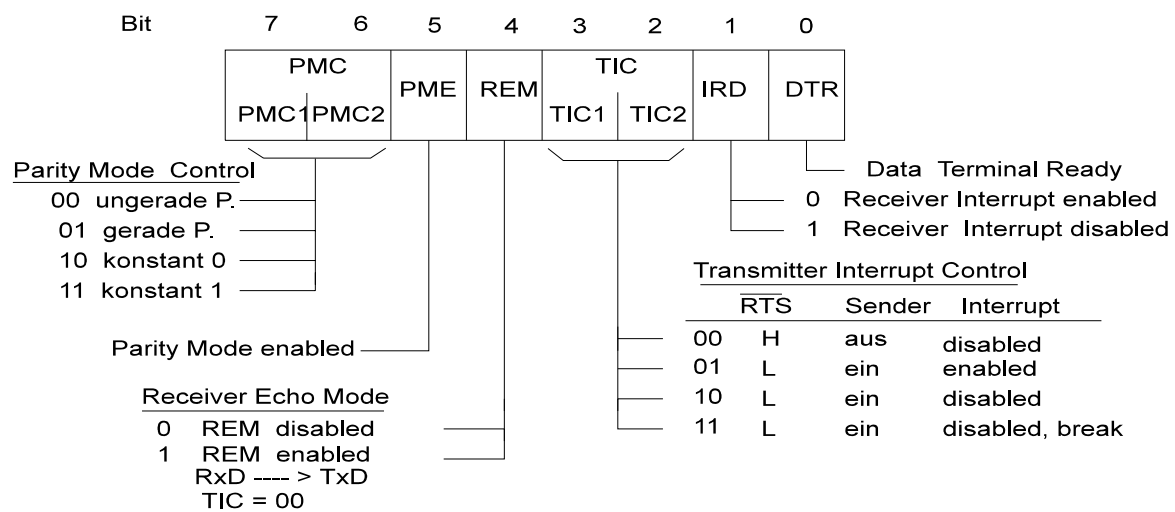 Bit 7 6 5 4 3 2 1 0
PMC TIC
PME REM IRD DTR
PMC1 PMC2 TIC1 TIC2
Parity Mode Control
00 ungerade P.
01 gerade P.
10 konstant 0
11 konstant 1
Parity Mode enabled
Receiver Echo Mode
0 REM disabled
1 REM enabled
RxD ---- > TxD
TIC = 00
Data Terminal Ready
0 Receiver Interrupt enabled
1 Receiver Interrupt disabled
Transmitter Interrupt Control
RTS Sender Interrupt
00 H aus disabled
01 L ein enabled
10 L ein disabled
11 L ein disabled, break